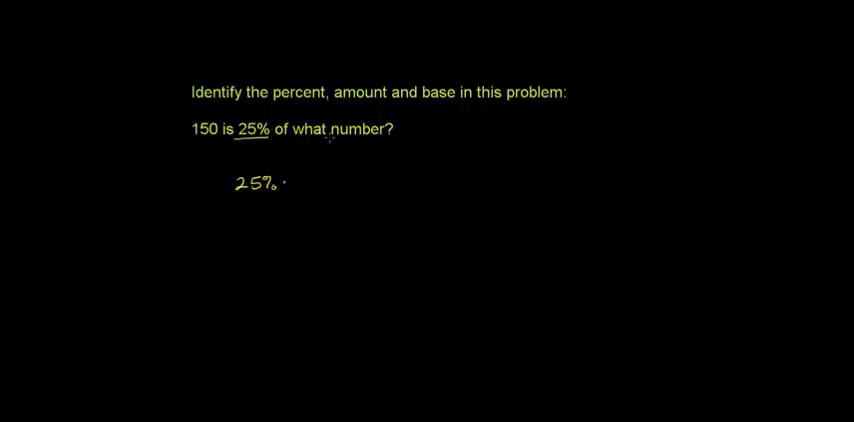 Identify the percent, amount and base in this problem:
150 is 25% of what number?
25% ·